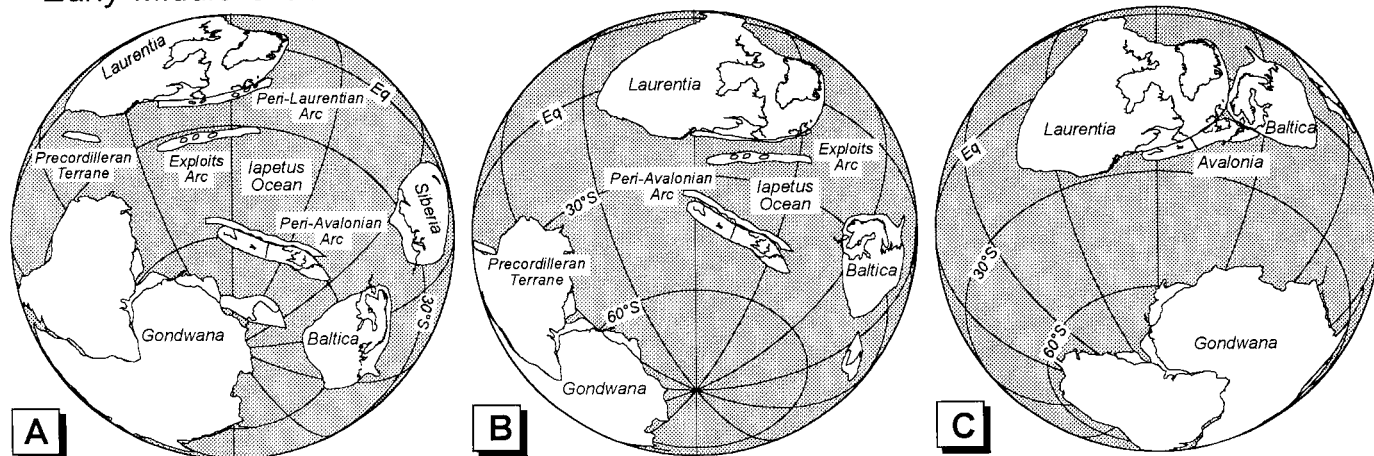 Laurentia
Eq
Peri-Laurentian
Arc
Precordilleran
Terrane
Exploits
Arc
Iapetus
Ocean
Siberia
Peri-Avalonian
Arc
Gondwana
Baltica
30°S
A
Laurentia
Eq
Exploits
Arc
Peri-Avalonian
Arc
Iapetus
Ocean
30°S
Precordilleran
Terrane
Baltica
60°S
Gondwana
B
Laurentia
Baltica
Eq
Avalonia
30°S
60°S
Gondwana
C